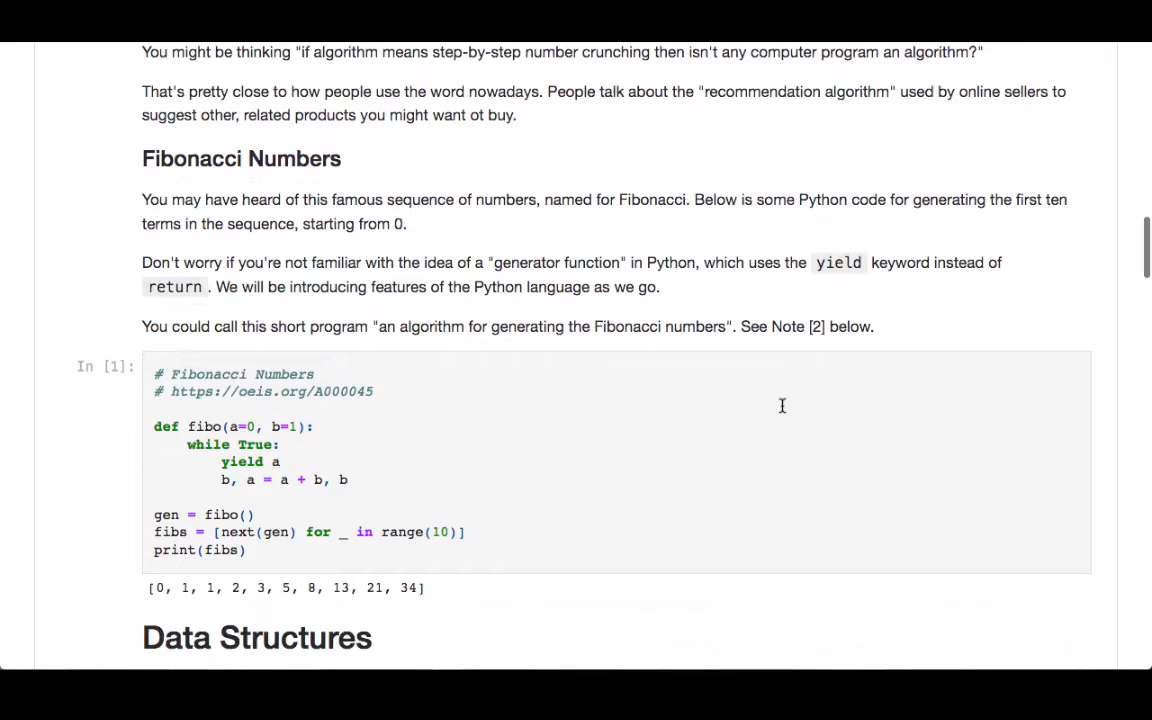 You might be thinking "if algorithm means step-by-step number crunching then isn't any computer program an algorithm?"
That's pretty close to how people use the word nowadays. People talk about the "recommendation algorithm" used by online sellers to
suggest other, related products you might want ot buy.
Fibonacci Numbers
You may have heard of this famous sequence of numbers, named for Fibonacci. Below is some Python code for generating the first ten
terms in the sequence, starting from 0.
Don't worry if you're not familiar with the idea of a "generator function" in Python, which uses the yield keyword instead of
return . We will be introducing features of the Python language as we go.
You could call this short program "an algorithm for generating the Fibonacci numbers". See Note [2] below.
In [1]:
# Fibonacci Numbers
# https://oeis.org/A000045
def fibo(a=0, b=1):
    while True:
        yield a
        b, a = a + b, b
gen = fibo()
fibs = [next(gen) for _ in range(10)]
print(fibs)
[0, 1, 1, 2, 3, 5, 8, 13, 21, 34]
Data Structures